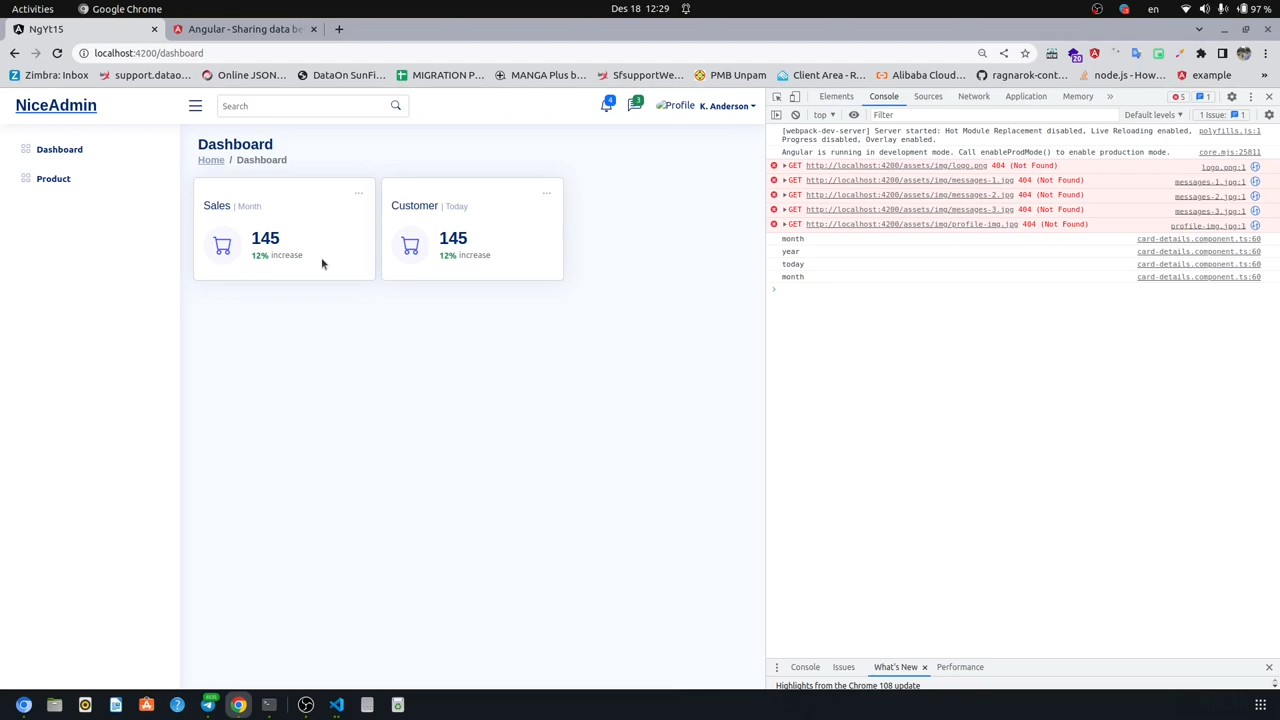 Activities
Google Chrome
Des 18 12:29
en
97 %
NgYt15
Angular - Sharing data be
localhost:4200/dashboard
20
Zimbra: Inbox
support.datao...
Online JSON...
DataOn SunFi...
MIGRATION P...
MANGA Plus b...
SfsupportWe...
PMB Unpam
Client Area - R...
Alibaba Cloud...
ragnarok-cont...
node.js - How...
example
NiceAdmin
Search
4
3
Profile
K. Anderson
Dashboard
Product
Dashboard
Home / Dashboard
Sales | Month
145
12% increase
Customer | Today
145
12% increase
Elements
Console
Sources
Network
Application
Memory
5
1
top
Filter
Default levels
1 Issue: 1
[webpack-dev-server] Server started: Hot Module Replacement disabled, Live Reloading enabled, polyfills.js:1
Progress disabled, Overlay enabled.
Angular is running in development mode. Call enableProdMode() to enable production mode. core.mjs:25811
GET http://localhost:4200/assets/img/logo.png 404 (Not Found) logo.png:1
GET http://localhost:4200/assets/img/messages-1.jpg 404 (Not Found) messages-1.jpg:1
GET http://localhost:4200/assets/img/messages-2.jpg 404 (Not Found) messages-2.jpg:1
GET http://localhost:4200/assets/img/messages-3.jpg 404 (Not Found) messages-3.jpg:1
GET http://localhost:4200/assets/img/profile-img.jpg 404 (Not Found) profile-img.jpg:1
month card-details.component.ts:60
year card-details.component.ts:60
today card-details.component.ts:60
month card-details.component.ts:60
Console
Issues
What's New
Performance
Highlights from the Chrome 108 update